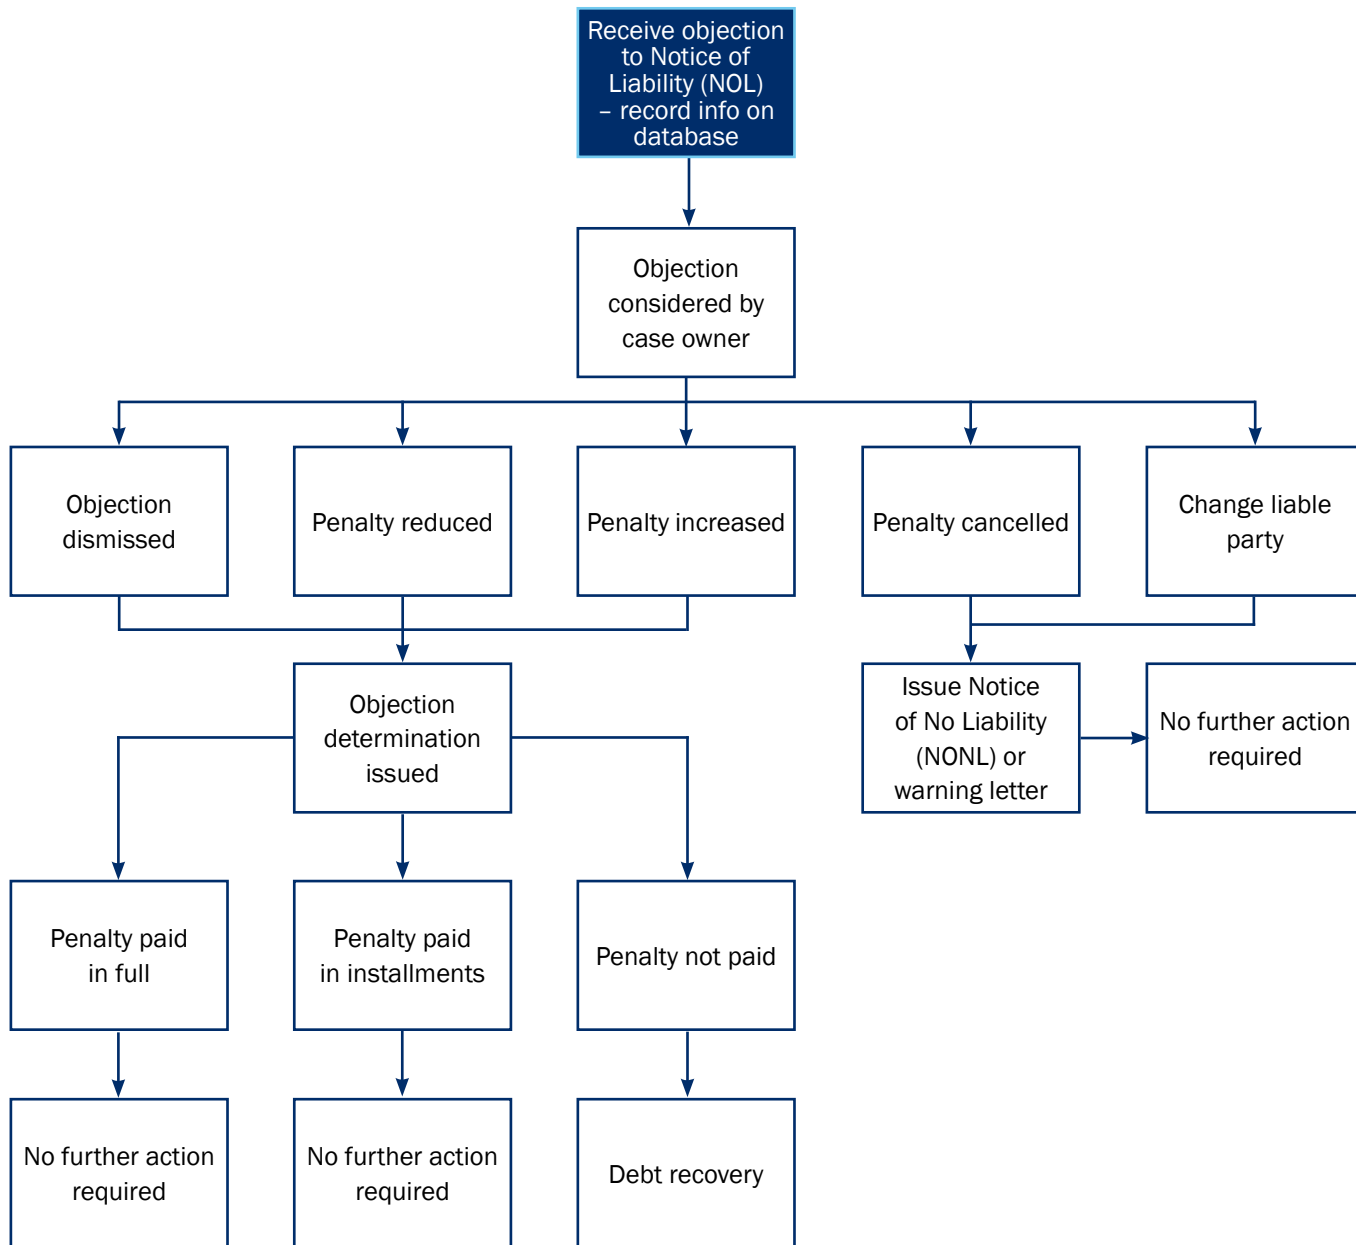 Receive objection
to Notice of
Liability (NOL)
– record info on
database
Objection
considered by
case owner
Objection
dismissed
Penalty reduced
Penalty increased
Penalty cancelled
Change liable
party
Objection
determination
issued
Issue Notice
of No Liability
(NONL) or
warning letter
No further action
required
Penalty paid
in full
Penalty paid
in installments
Penalty not paid
No further action
required
No further action
required
Debt recovery